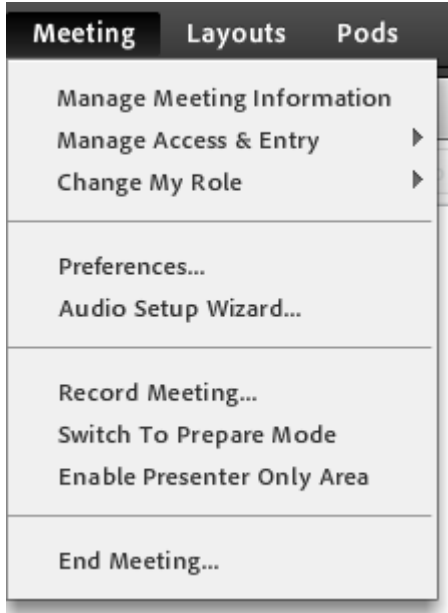 Meeting Layouts Pods
Manage Meeting Information
Manage Access & Entry
Change My Role
Preferences...
Audio Setup Wizard...
Record Meeting...
Switch To Prepare Mode
Enable Presenter Only Area
End Meeting...